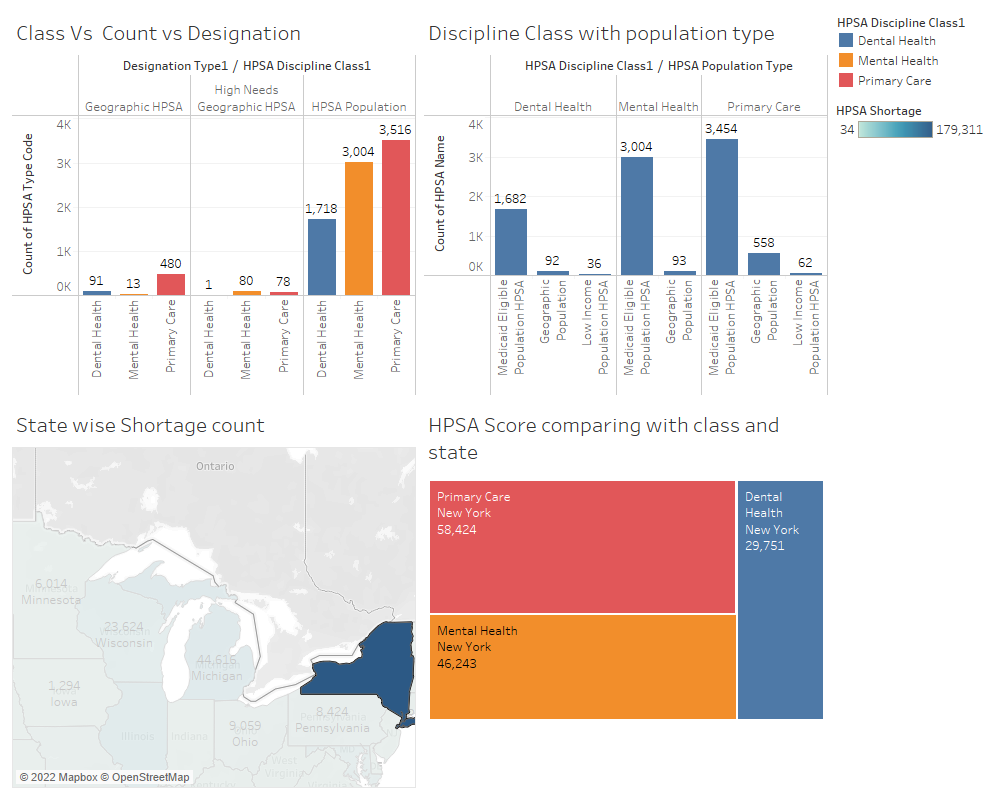 Class Vs Count vs Designation
Designation Type1 / HPSA Discipline Class1
Geographic HPSA
High Needs
Geographic HPSA
HPSA Population
Count of HPSA Type Code
4K
3K
2K
1K
0K
91
13
480
1
80
78
1,718
3,004
3,516
Dental Health
Mental Health
Primary Care
Dental Health
Mental Health
Primary Care
Dental Health
Mental Health
Primary Care
Discipline Class with population type
HPSA Discipline Class1 / HPSA Population Type
Dental Health
Mental Health
Primary Care
Count of HPSA Name
4K
3K
2K
1K
0K
1,682
92
36
3,004
93
3,454
558
62
Medicaid Eligible
Population HPSA
Geographic
Population
Low Income
Population HPSA
Medicaid Eligible
Population HPSA
Geographic
Population
Medicaid Eligible
Population HPSA
Geographic
Population
Low Income
Population HPSA
HPSA Discipline Class1
Dental Health
Mental Health
Primary Care
HPSA Shortage
34
179,311
State wise Shortage count
Ontario
6,014
Minnesota
23,624
Wisconsin
44,616
Michigan
1,294
Iowa
8,424
Pennsylvania
9,059
Ohio
Illinois
Indiana
West
Virginia
© 2022 Mapbox © OpenStreetMap
HPSA Score comparing with class and
state
Primary Care
New York
58,424
Mental Health
New York
46,243
Dental
Health
New York
29,751